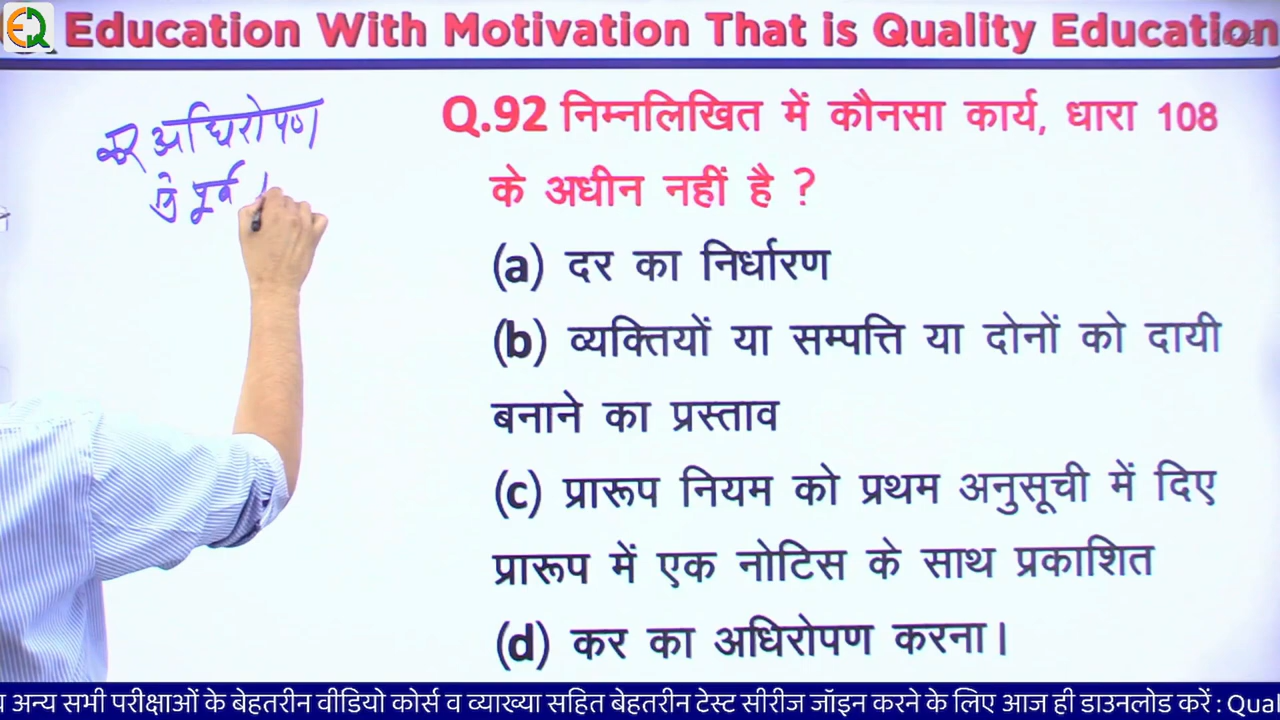 EQ
Education With Motivation That is Quality Education
कर अधिरोपण
से पूर्व
Q.92 निम्नलिखित में कौनसा कार्य, धारा 108
के अधीन नहीं है ?
(a) दर का निर्धारण
(b) व्यक्तियों या सम्पत्ति या दोनों को दायी
बनाने का प्रस्ताव
(c) प्रारूप नियम को प्रथम अनुसूची में दिए
प्रारूप में एक नोटिस के साथ प्रकाशित
(d) कर का अधिरोपण करना।
अन्य सभी परीक्षाओं के बेहतरीन वीडियो कोर्स व व्याख्या सहित बेहतरीन टेस्ट सीरीज जॉइन करने के लिए आज ही डाउनलोड करें : Qual